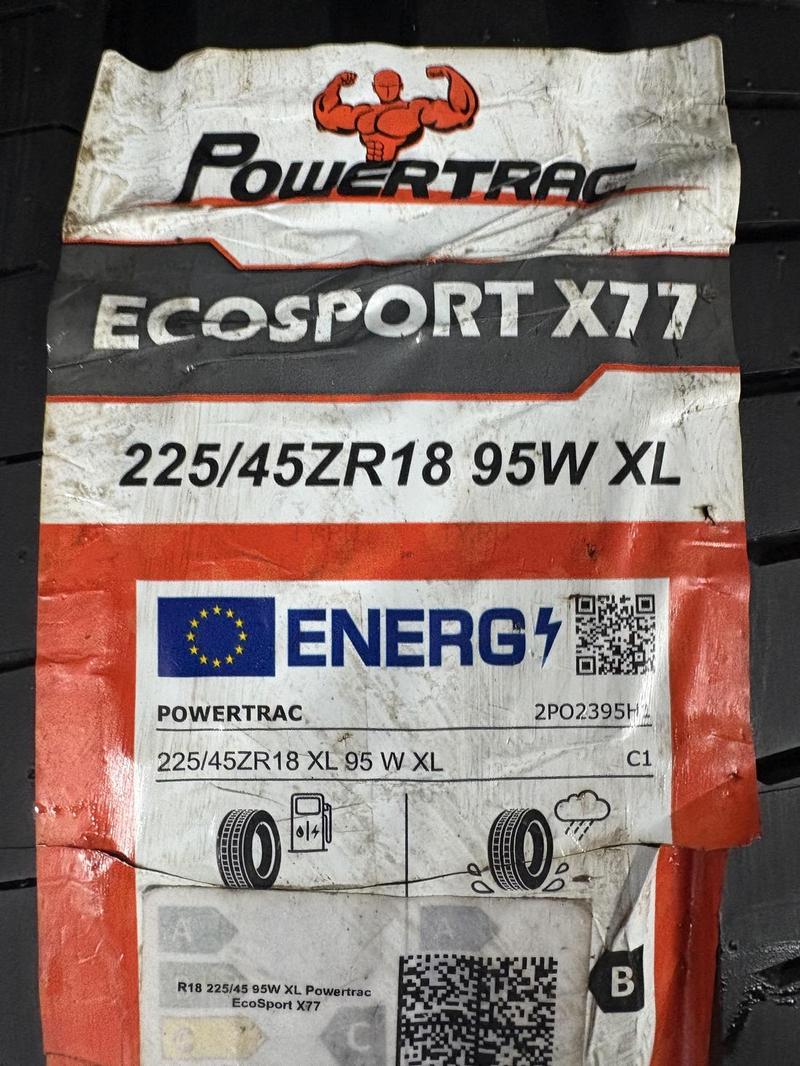 POWERTRAC
ECOSPORT X77
225/45ZR18 95W XL
ENERG
POWERTRAC 2PO2395H1
225/45ZR18 XL 95 W XL C1
A A
B
R18 225/45 95W XL Powertrac
EcoSport X77
C C